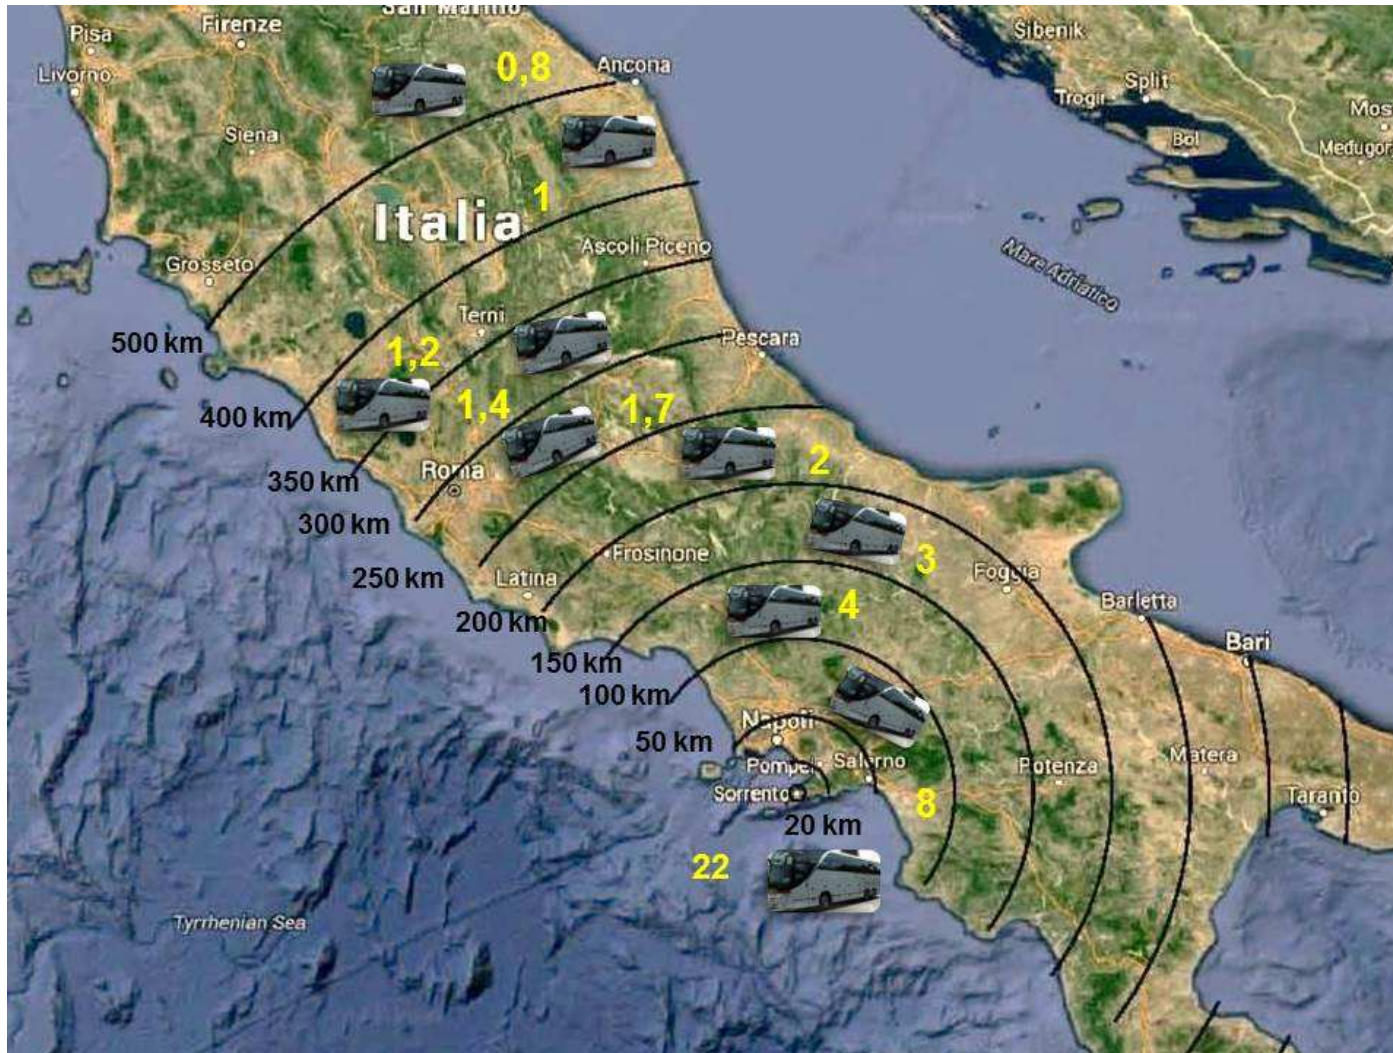 San Marino
Pisa
Firenze
Šibenik
Livorno
0,8
Ancona
Split
Trogir
Mos
Siena
Bol
Medugor
1
Italia
Ascoli Piceno
Grosseto
Mare Adriatico
Terni
500 km
1,2
Pescara
400 km
1,4
1,7
350 km
Roma
2
300 km
Frosinone
3
Foggia
250 km
Latina
4
Barletta
200 km
150 km
Bari
100 km
Napoli
50 km
Pompei
Salerno
Potenza
Matera
Sorrento
8
Taranto
20 km
22
Tyrrhenian Sea